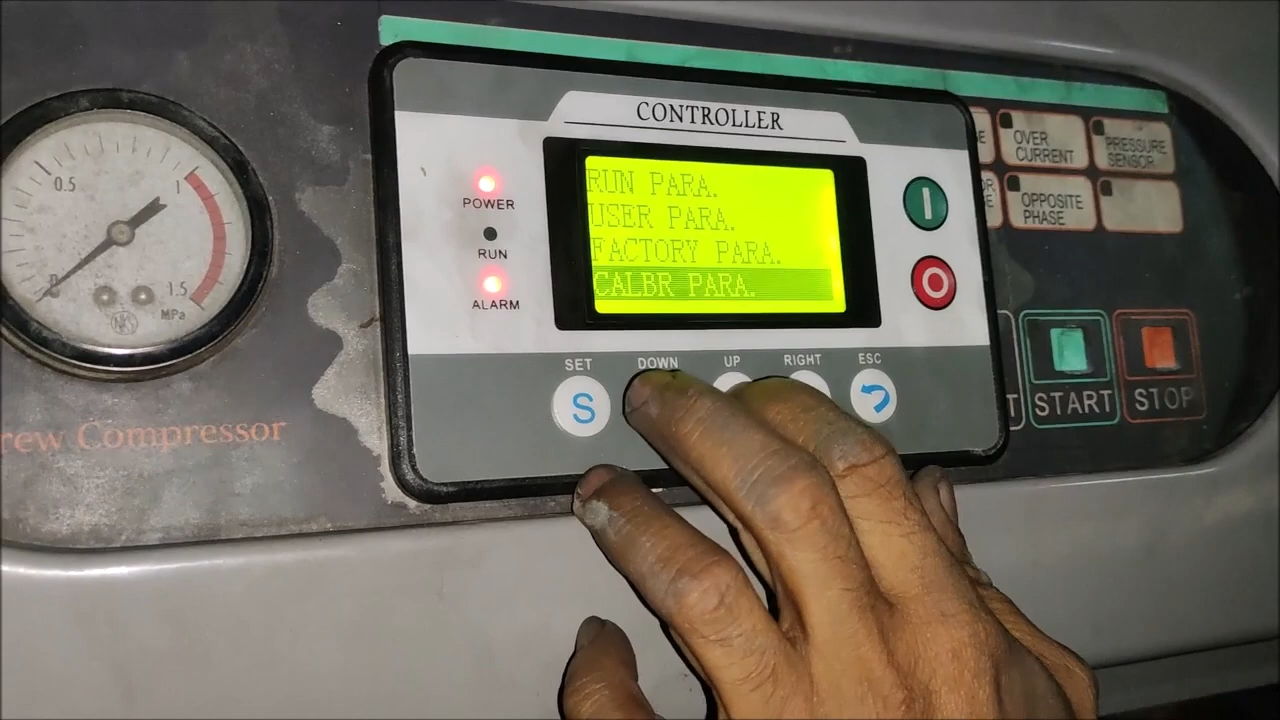 CONTROLLER
POWER
RUN
ALARM
RUN PARA.
USER PARA.
FACTORY PARA.
CALBR PARA.
SET
DOWN
UP
RIGHT
ESC
S
OVER
CURRENT
PRESSURE
SENSOR
OPPOSITE
PHASE
START
STOP
0
0.5
1
1.5
MPa
rew Compressor